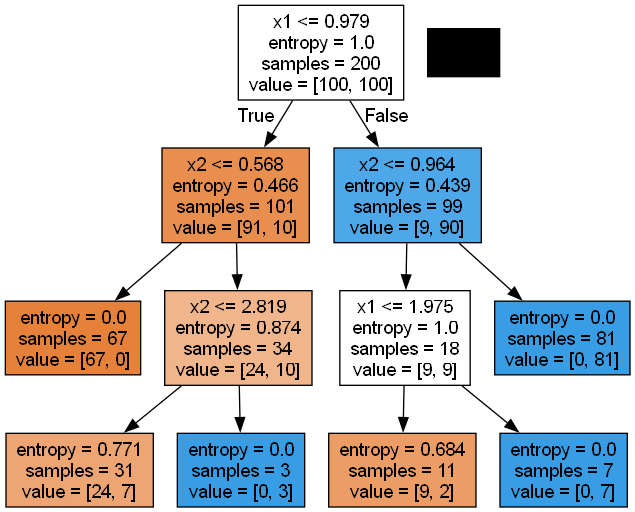 x1 <= 0.979
entropy = 1.0
samples = 200
value = [100, 100]
True
False
x2 <= 0.568
entropy = 0.466
samples = 101
value = [91, 10]
x2 <= 0.964
entropy = 0.439
samples = 99
value = [9, 90]
entropy = 0.0
samples = 67
value = [67, 0]
x2 <= 2.819
entropy = 0.874
samples = 34
value = [24, 10]
x1 <= 1.975
entropy = 1.0
samples = 18
value = [9, 9]
entropy = 0.0
samples = 81
value = [0, 81]
entropy = 0.771
samples = 31
value = [24, 7]
entropy = 0.0
samples = 3
value = [0, 3]
entropy = 0.684
samples = 11
value = [9, 2]
entropy = 0.0
samples = 7
value = [0, 7]